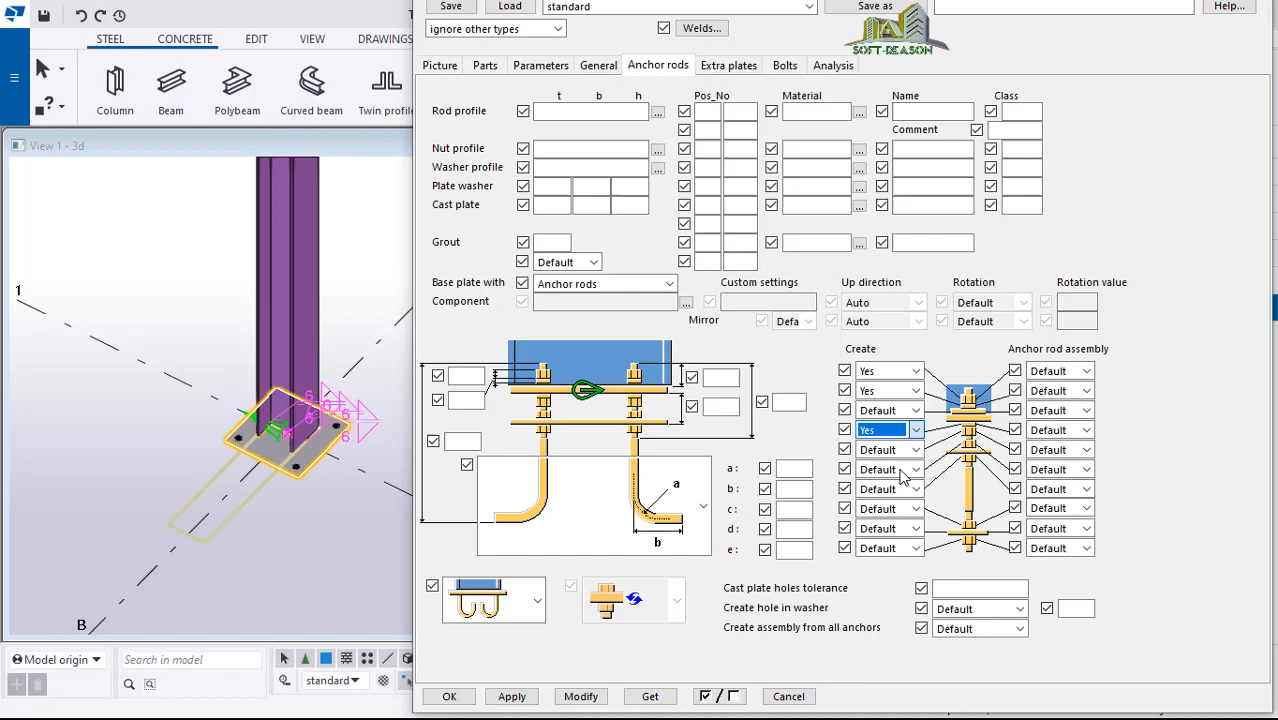 Save
Load
standard
Save as
Help...
ignore other types
Welds...
SOFT-REASON
STEEL
CONCRETE
EDIT
VIEW
DRAWINGS
Column
Beam
Polybeam
Curved beam
Twin profile
Picture
Parts
Parameters
General
Anchor rods
Extra plates
Bolts
Analysis
t
b
h
Pos_No
Material
Name
Class
Rod profile
Comment
Nut profile
Washer profile
Plate washer
Cast plate
Grout
Default
Base plate with
Anchor rods
Custom settings
Up direction
Rotation
Rotation value
Component
Auto
Default
Mirror
Defa
Auto
Default
View 1 - 3d
1
6
6
6
6
6
B
Create
Anchor rod assembly
Yes
Default
Yes
Default
Default
Default
Yes
Default
Default
Default
Default
Default
Default
Default
Default
Default
Default
Default
Default
Default
a
b
a :
b :
c :
d :
e :
Cast plate holes tolerance
Create hole in washer
Default
Create assembly from all anchors
Default
Model origin
Search in model
standard
OK
Apply
Modify
Get
/
Cancel